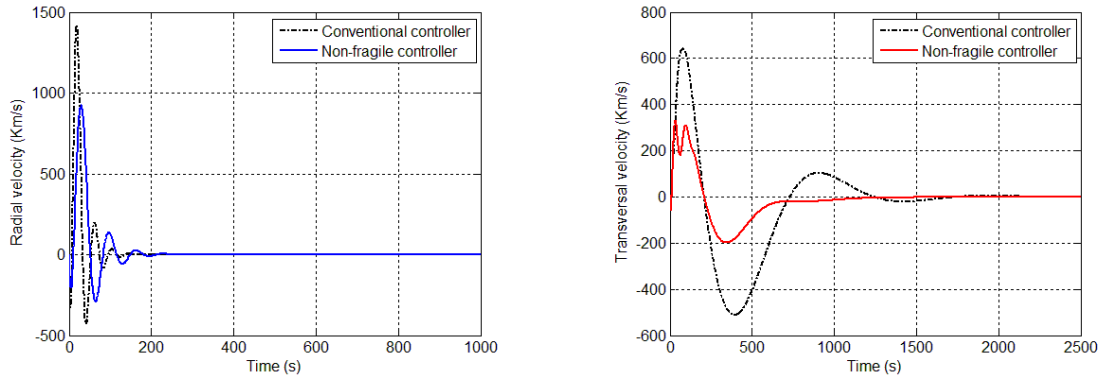 1500
1000
500
0
-500
Radial velocity (Km/s)
Conventional controller
Non-fragile controller
0 200 400 600 800 1000
Time (s)
800
600
400
200
0
-200
-400
-600
Transversal velocity (Km/s)
Conventional controller
Non-fragile controller
0 500 1000 1500 2000 2500
Time (s)